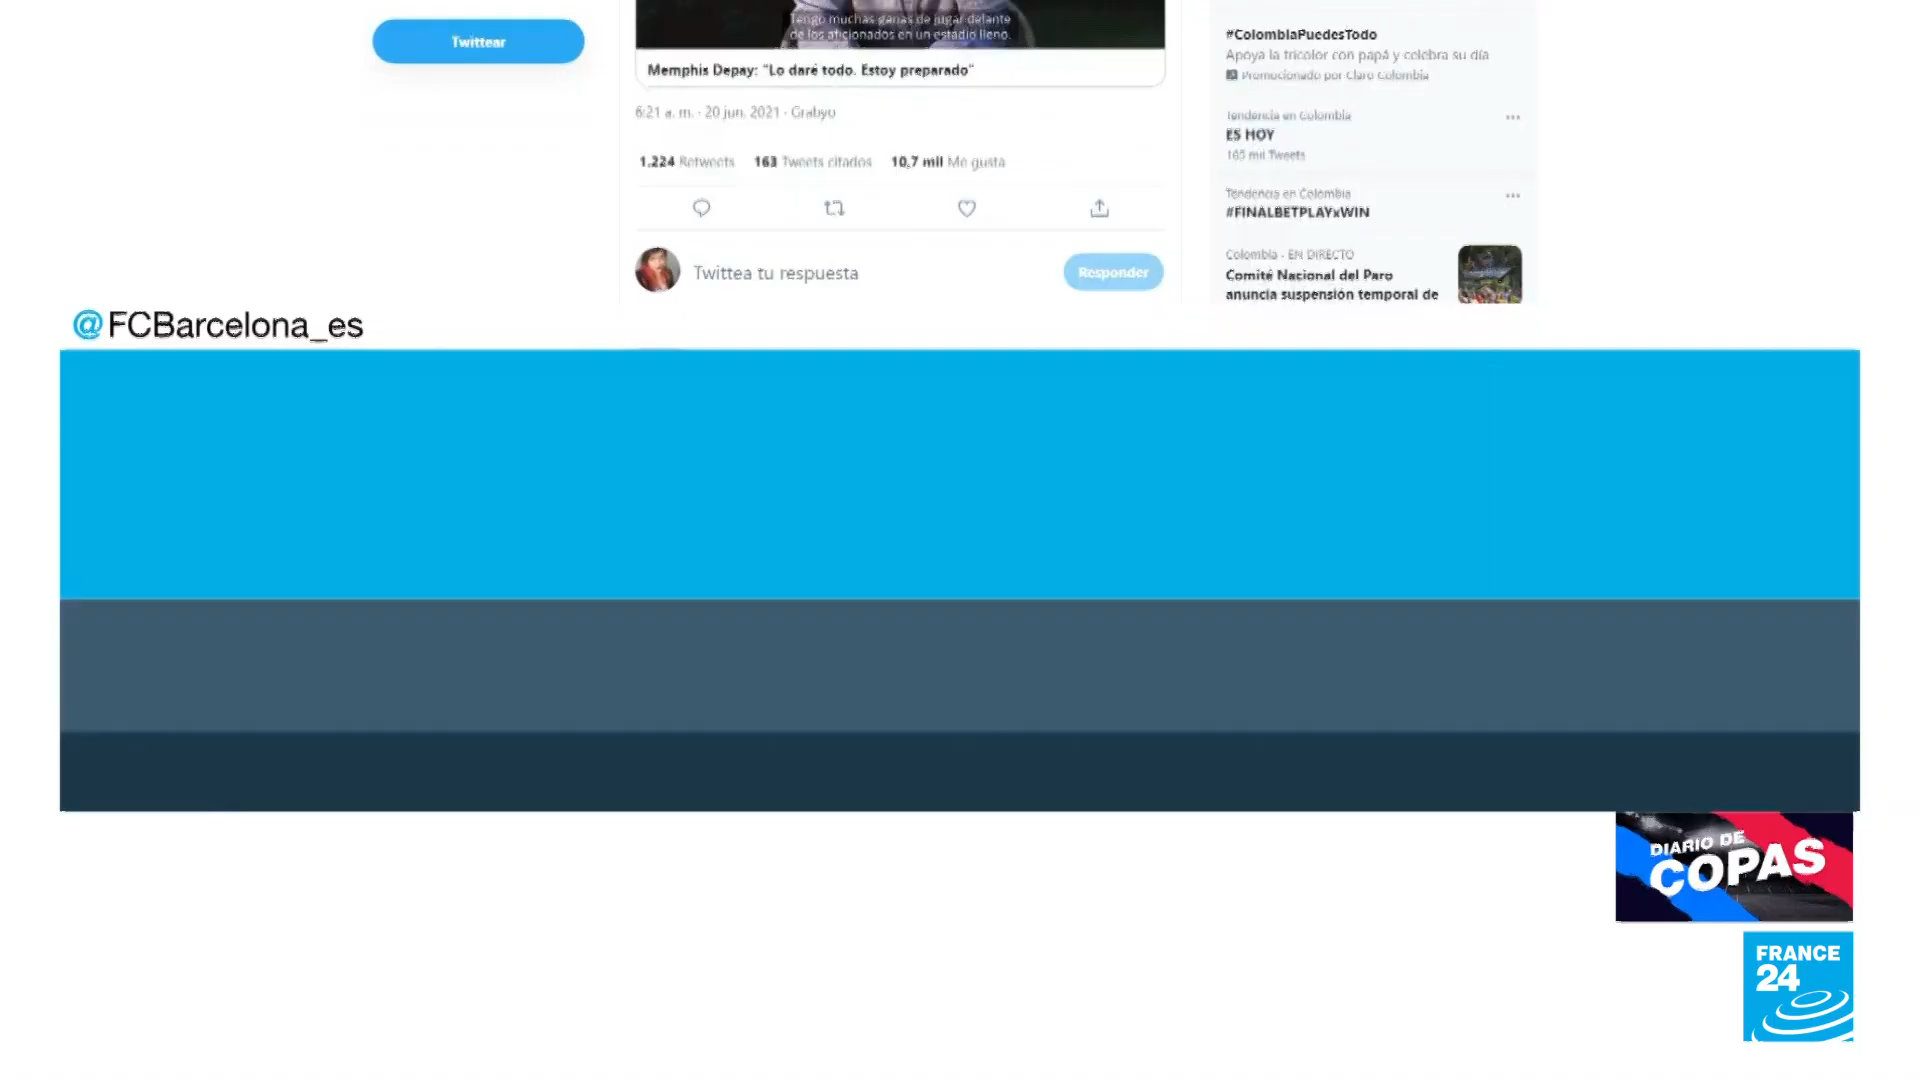 Twittear
Tengo muchas ganas de jugar delante
de los aficionados en un estadio lleno.
Memphis Depay: "Lo daré todo. Estoy preparado"
6:21 a. m. · 20 jun. 2021 · Grabyo
1.224 Retweets 163 Tweets citados 10,7 mil Me gusta
Twittea tu respuesta
Responder
#ColombiaPuedesTodo
Apoya la tricolor con papá y celebra su día
Promocionado por Claro Colombia
Tendencia en Colombia
ES HOY
165 mil Tweets
Tendencia en Colombia
#FINALBETPLAYxWIN
Colombia · EN DIRECTO
Comité Nacional del Paro
anuncia suspensión temporal de
@FCBarcelona_es
DIARIO DE
COPAS
FRANCE
24